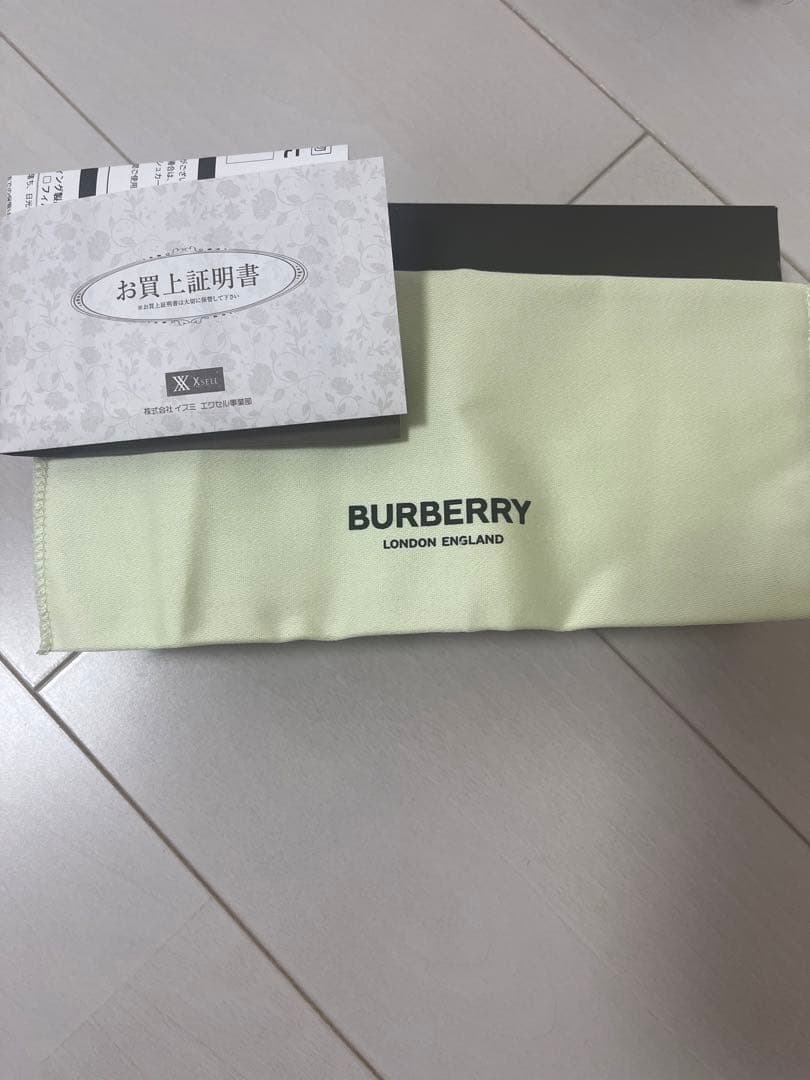 お買上証明書
※お買上証明書は大切に保管して下さい
XSELL
株式会社 イズミ エクセル事業部
BURBERRY
LONDON ENGLAND